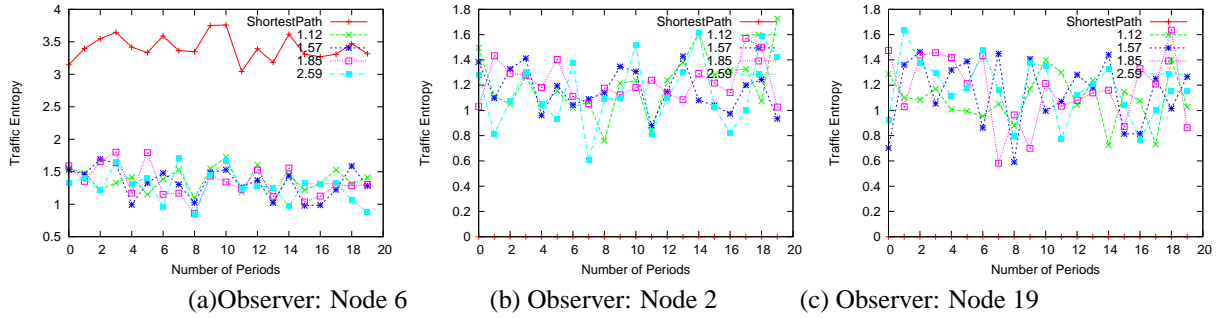 Traffic Entropy
4
3.5
3
2.5
2
1.5
1
0.5
0 2 4 6 8 10 12 14 16 18 20
Number of Periods
ShortestPath
1.12
1.57
1.85
2.59
(a)Observer: Node 6
Traffic Entropy
1.8
1.6
1.4
1.2
1
0.8
0.6
0.4
0.2
0
0 2 4 6 8 10 12 14 16 18 20
Number of Periods
ShortestPath
1.12
1.57
1.85
2.59
(b) Observer: Node 2
Traffic Entropy
1.8
1.6
1.4
1.2
1
0.8
0.6
0.4
0.2
0
0 2 4 6 8 10 12 14 16 18 20
Number of Periods
ShortestPath
1.12
1.57
1.85
2.59
(c) Observer: Node 19